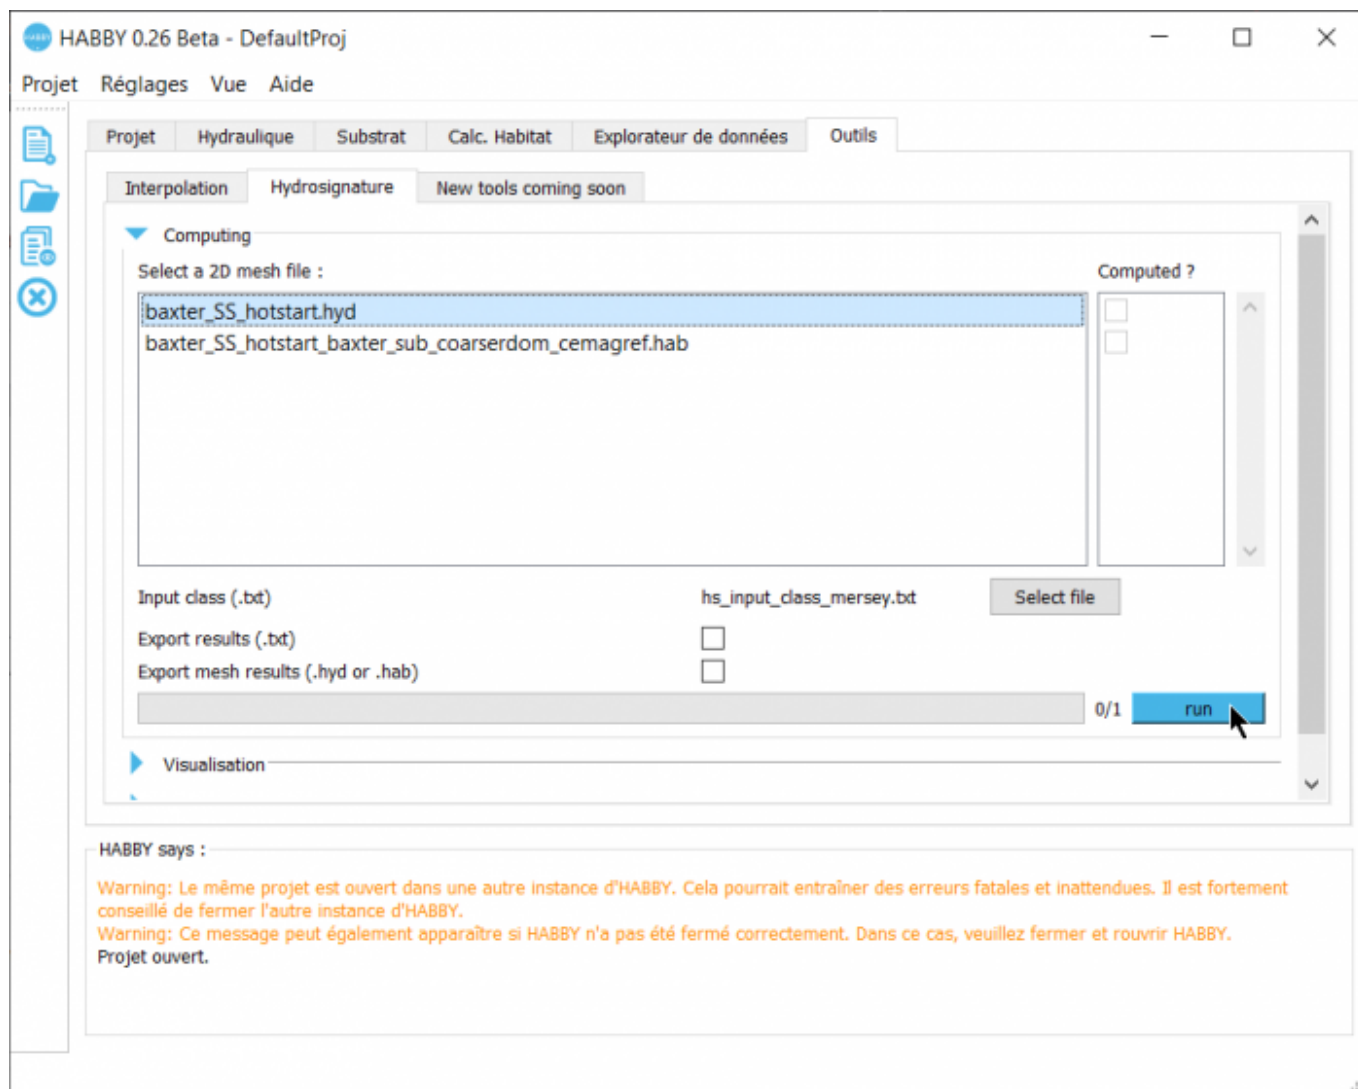 HABBY 0.26 Beta - DefaultProj
Projet Réglages Vue Aide
Projet Hydraulique Substrat Calc. Habitat Explorateur de données Outils
Interpolation Hydrosignature New tools coming soon
Computing
Select a 2D mesh file : Computed ?
baxter_SS_hotstart.hyd
baxter_SS_hotstart_baxter_sub_coarserdom_cemagref.hab
Input class (.txt) hs_input_class_mersey.txt Select file
Export results (.txt)
Export mesh results (.hyd or .hab)
0/1 run
Visualisation
HABBY says :
Warning: Le même projet est ouvert dans une autre instance d'HABBY. Cela pourrait entraîner des erreurs fatales et inattendues. Il est fortement
conseillé de fermer l'autre instance d'HABBY.
Warning: Ce message peut également apparaître si HABBY n'a pas été fermé correctement. Dans ce cas, veuillez fermer et rouvrir HABBY.
Projet ouvert.